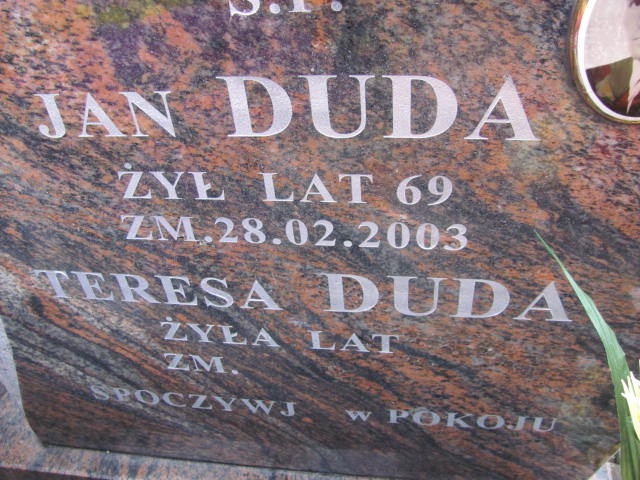 Ś.P.
JAN DUDA
ŻYŁ LAT 69
ZM.28.02.2003
TERESA DUDA
ŻYŁA LAT
ZM.
SPOCZYWJ W POKOJU